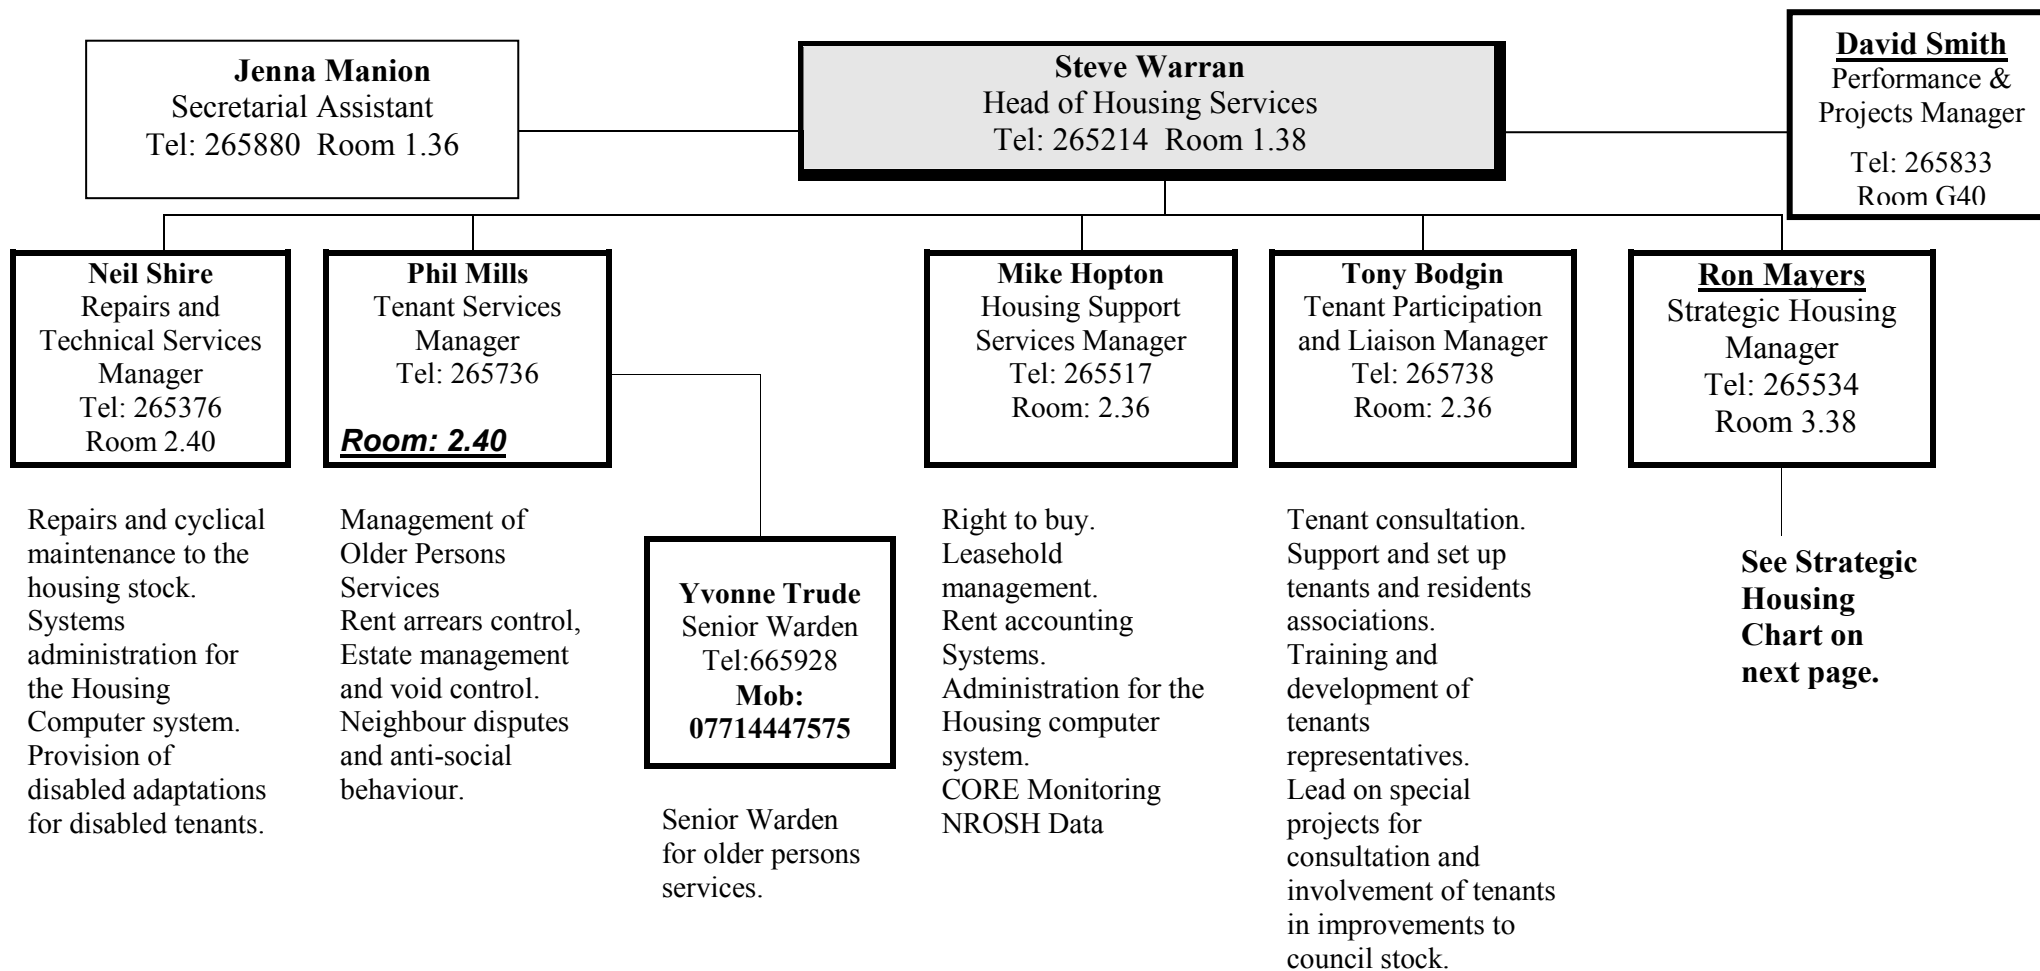 Jenna Manion
Secretarial Assistant
Tel: 265880  Room 1.36
Steve Warran
Head of Housing Services
Tel: 265214  Room 1.38
David Smith
Performance &
Projects Manager
Tel: 265833
Room G40
Neil Shire
Repairs and
Technical Services
Manager
Tel: 265376
Room 2.40
Phil Mills
Tenant Services
Manager
Tel: 265736
Room: 2.40
Mike Hopton
Housing Support
Services Manager
Tel: 265517
Room: 2.36
Tony Bodgin
Tenant Participation
and Liaison Manager
Tel: 265738
Room: 2.36
Ron Mayers
Strategic Housing
Manager
Tel: 265534
Room 3.38
Repairs and cyclical
maintenance to the
housing stock.
Systems
administration for
the Housing
Computer system.
Provision of
disabled adaptations
for disabled tenants.
Management of
Older Persons
Services
Rent arrears control,
Estate management
and void control.
Neighbour disputes
and anti-social
behaviour.
Yvonne Trude
Senior Warden
Tel:665928
Mob:
07714447575
Senior Warden
for older persons
services.
Right to buy.
Leasehold
management.
Rent accounting
Systems.
Administration for the
Housing computer
system.
CORE Monitoring
NROSH Data
Tenant consultation.
Support and set up
tenants and residents
associations.
Training and
development of
tenants
representatives.
Lead on special
projects for
consultation and
involvement of tenants
in improvements to
council stock.
See Strategic
Housing
Chart on
next page.